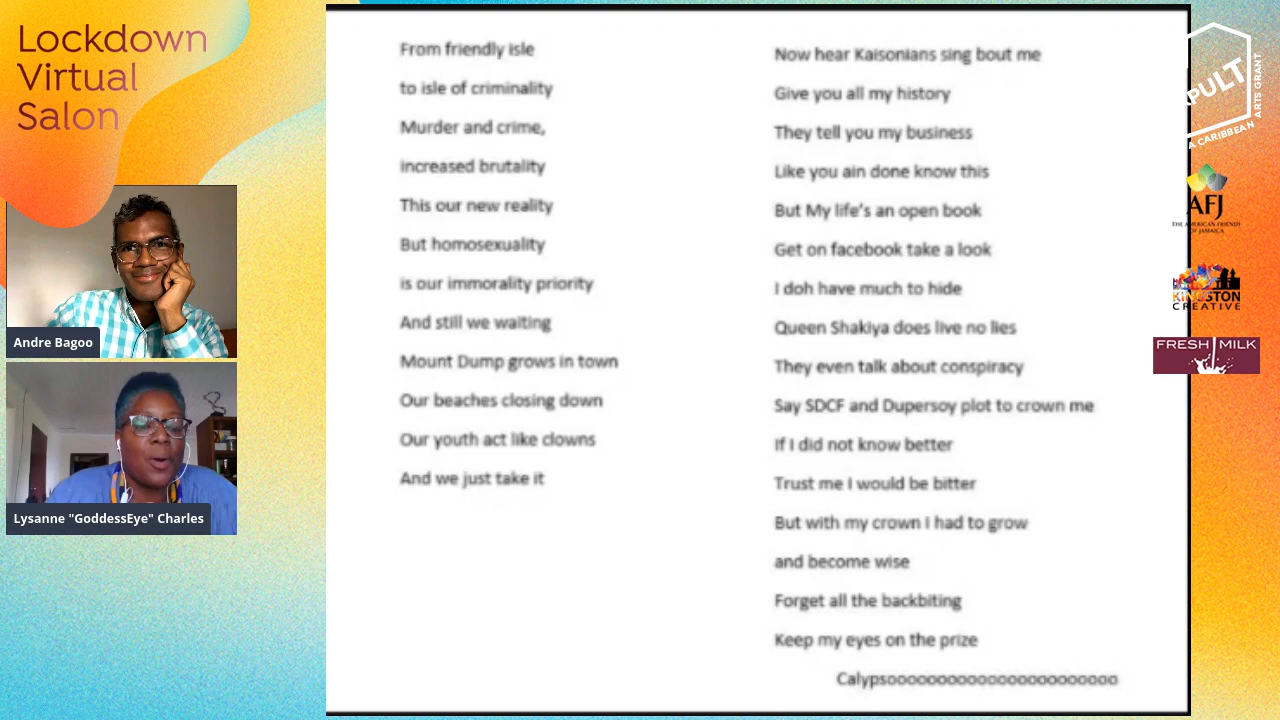 Lockdown
Virtual
Salon
Andre Bagoo
Lysanne "GoddessEye" Charles
From friendly isle
to isle of criminality
Murder and crime,
increased brutality
This our new reality
But homosexuality
is our immorality priority
And still we waiting
Mount Dump grows in town
Our beaches closing down
Our youth act like clowns
And we just take it
Now hear Kaisonians sing bout me
Give you all my history
They tell you my business
Like you ain done know this
But My life's an open book
Get on facebook take a look
I doh have much to hide
Queen Shakiya does live no lies
They even talk about conspiracy
Say SDCF and Dupersoy plot to crown me
If I did not know better
Trust me I would be bitter
But with my crown I had to grow
and become wise
Forget all the backbiting
Keep my eyes on the prize
Calypsooooooooooooooooooooooo
PULT
A CARIBBEAN
ARTS GRANT
AFJ
THE AMERICAN FRIENDS
OF JAMAICA
KINGSTON
CREATIVE
FRESH MILK